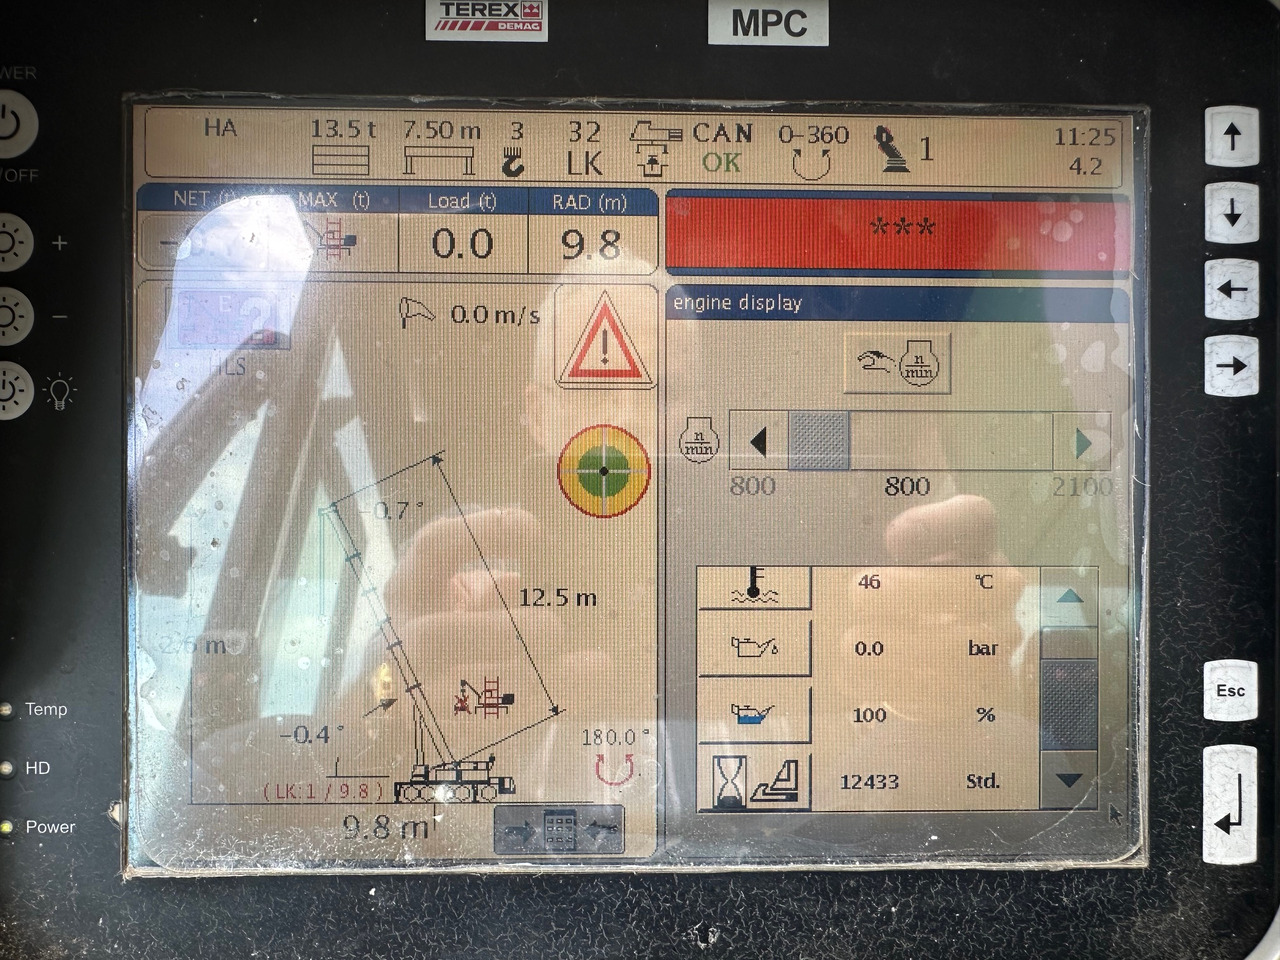 TEREX
DEMAG
MPC
WER
/OFF
HA 13.5 t 7.50 m 3 32 CAN 0-360 1 11:25
LK OK 4.2
NET (t) MAX (t) Load (t) RAD (m)
0.0 9.8
***
E ?
0.0 m/s
engine display
n
min
n
min
800 800 2100
-0.7°
12.5 m
-0.4°
180.0°
(LK:1 / 9.8)
9.8 m
46 °C
0.0 bar
100 %
12433 Std.
Temp
HD
Power
+
−
Esc